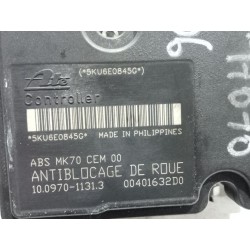 (*5KU6E0845G*)
Ate
Controller
*5KU6E0845G* MADE IN PHILIPPINES
ABS MK70 CEM 00
ANTIBLOCAGE DE ROUE
10.0970-1131.3 00401632D0